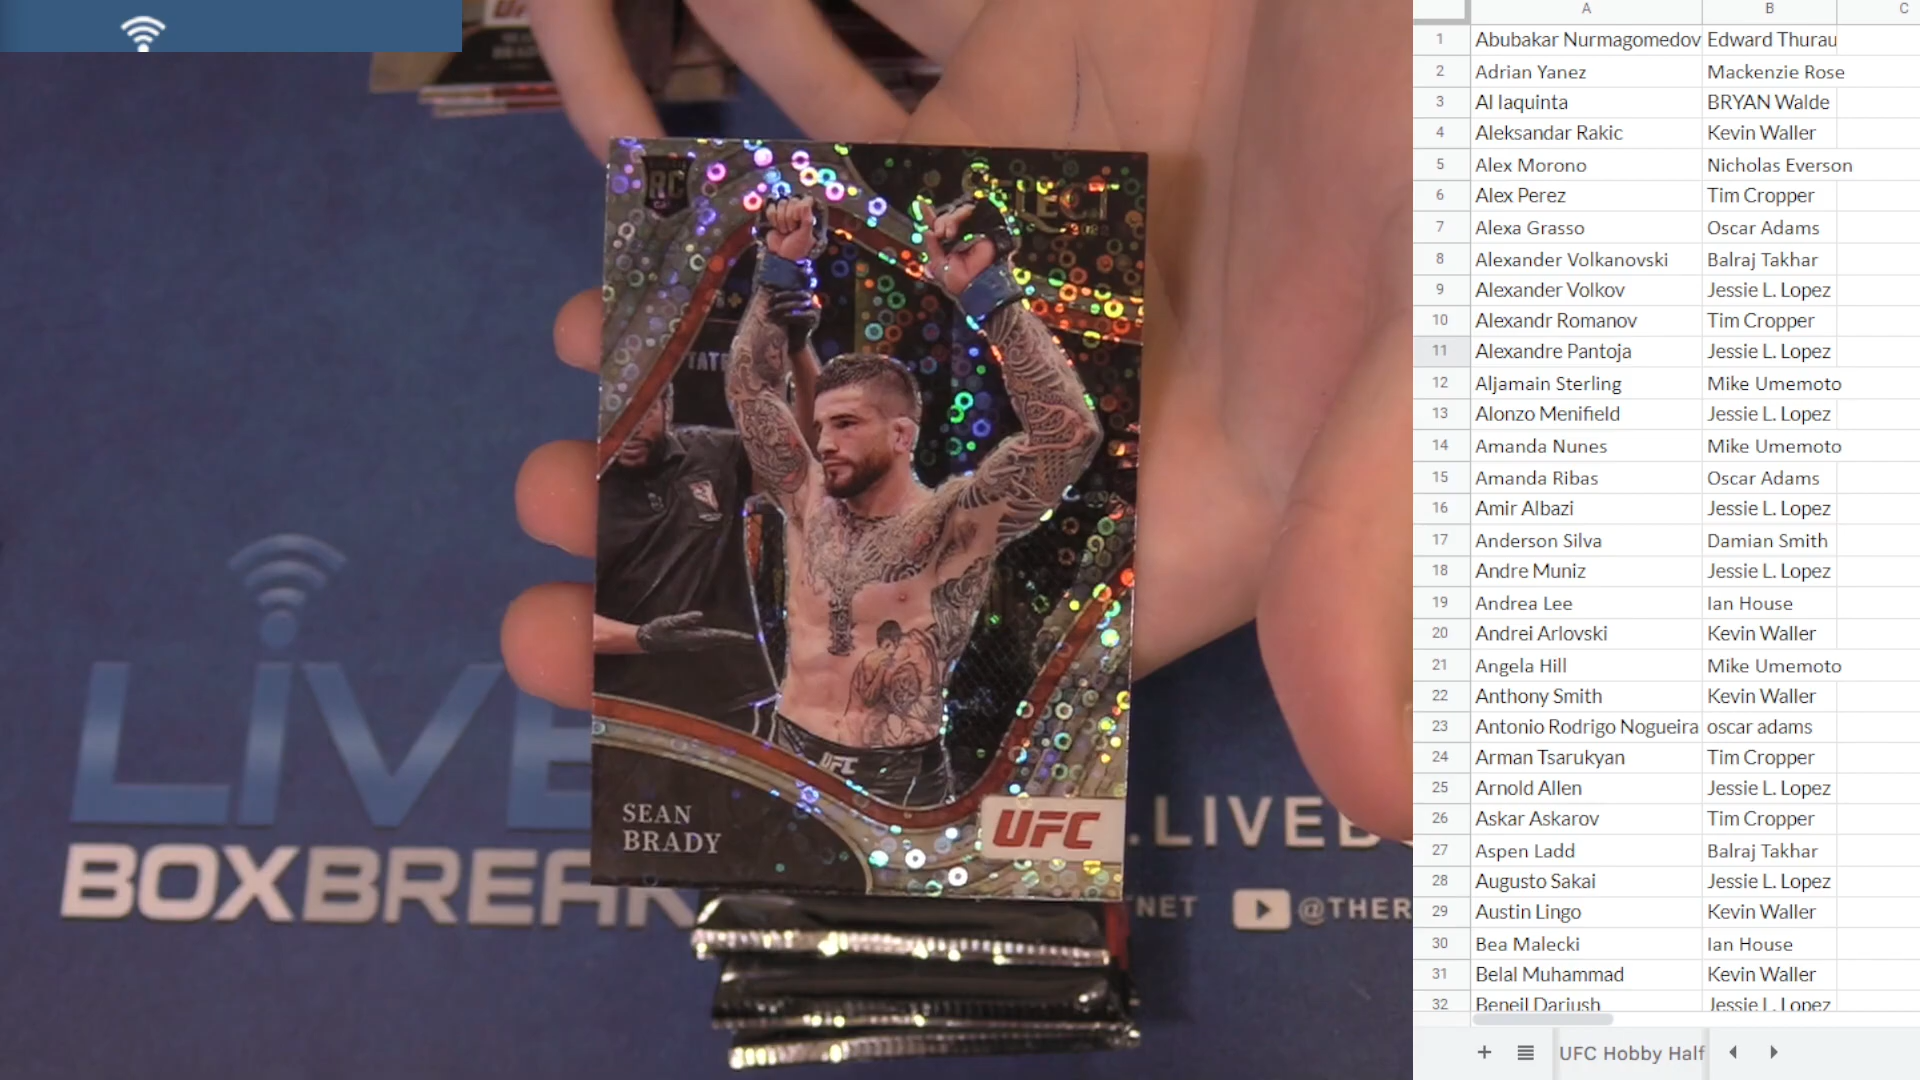 RC
SELECT
2022
TATR
UFC
SEAN
BRADY
UFC
LIVE
BOXBREAK
.LIVEB
NET
@THER
A B C
1 Abubakar Nurmagomedov Edward Thurau
2 Adrian Yanez Mackenzie Rose
3 Al Iaquinta BRYAN Walde
4 Aleksandar Rakic Kevin Waller
5 Alex Morono Nicholas Everson
6 Alex Perez Tim Cropper
7 Alexa Grasso Oscar Adams
8 Alexander Volkanovski Balraj Takhar
9 Alexander Volkov Jessie L. Lopez
10 Alexandr Romanov Tim Cropper
11 Alexandre Pantoja Jessie L. Lopez
12 Aljamain Sterling Mike Umemoto
13 Alonzo Menifield Jessie L. Lopez
14 Amanda Nunes Mike Umemoto
15 Amanda Ribas Oscar Adams
16 Amir Albazi Jessie L. Lopez
17 Anderson Silva Damian Smith
18 Andre Muniz Jessie L. Lopez
19 Andrea Lee Ian House
20 Andrei Arlovski Kevin Waller
21 Angela Hill Mike Umemoto
22 Anthony Smith Kevin Waller
23 Antonio Rodrigo Nogueira oscar adams
24 Arman Tsarukyan Tim Cropper
25 Arnold Allen Jessie L. Lopez
26 Askar Askarov Tim Cropper
27 Aspen Ladd Balraj Takhar
28 Augusto Sakai Jessie L. Lopez
29 Austin Lingo Kevin Waller
30 Bea Malecki Ian House
31 Belal Muhammad Kevin Waller
32 Beneil Dariush Jessie L. Lopez
UFC Hobby Half